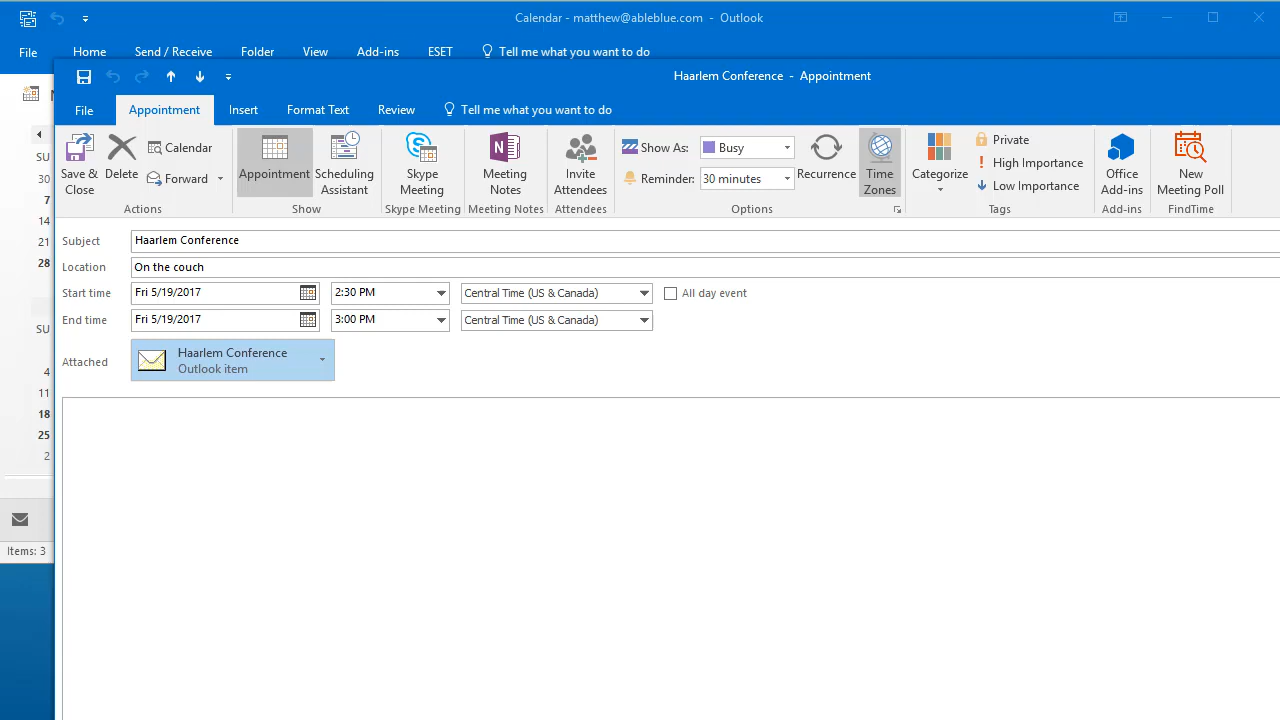 Calendar - matthew@ableblue.com - Outlook
File Home Send / Receive Folder View Add-ins ESET Tell me what you want to do
Haarlem Conference - Appointment
File Appointment Insert Format Text Review Tell me what you want to do
Save & Close
Delete
Calendar
Forward
Actions
Appointment
Scheduling Assistant
Show
Skype Meeting
Skype Meeting
Meeting Notes
Meeting Notes
Invite Attendees
Attendees
Show As: Busy
Reminder: 30 minutes
Recurrence
Time Zones
Options
Categorize
Private
High Importance
Low Importance
Tags
Office Add-ins
Add-ins
New Meeting Poll
FindTime
SU
30
7
14
21
28
SU
4
11
18
25
2
Items: 3
Subject Haarlem Conference
Location On the couch
Start time Fri 5/19/2017 2:30 PM Central Time (US & Canada) All day event
End time Fri 5/19/2017 3:00 PM Central Time (US & Canada)
Attached Haarlem Conference
Outlook item